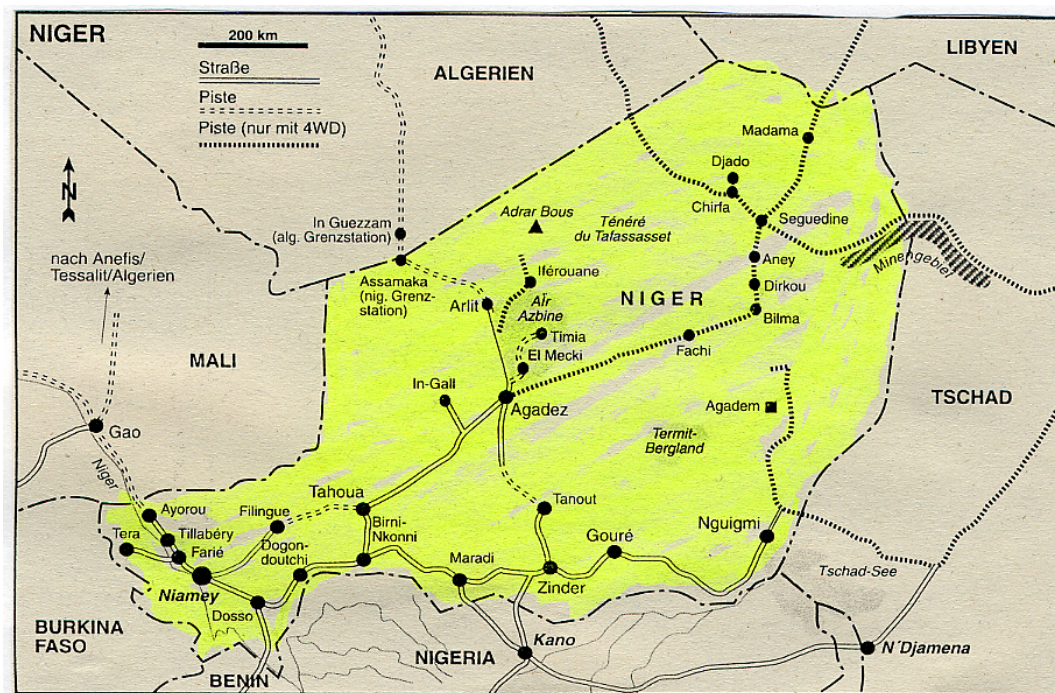 NIGER
200 km
Straße
Piste
Piste (nur mit 4WD)
N
ALGERIEN
LIBYEN
Madama
Djado
Chirfa
Seguedine
Adrar Bous
Ténéré
du Tafassasset
In Guezzam
(alg. Grenzstation)
nach Anefis/
Tessalit/Algerien
Assamaka
(nig. Grenz-
station)
Arlit
Iférouane
Aïr
Azbine
NIGER
Aney
Dirkou
Bilma
Minengebiet
Timia
El Mecki
Fachi
MALI
In-Gall
Agadez
Agadem
TSCHAD
Termit-
Bergland
Gao
Niger
Ayorou
Filingue
Tahoua
Tanout
Tera
Tillabéry
Farié
Birni-
Nkonni
Dogon-
doutchi
Maradi
Gouré
Nguigmi
Zinder
Tschad-See
Niamey
Dosso
BURKINA
FASO
BENIN
NIGERIA
Kano
N´Djamena